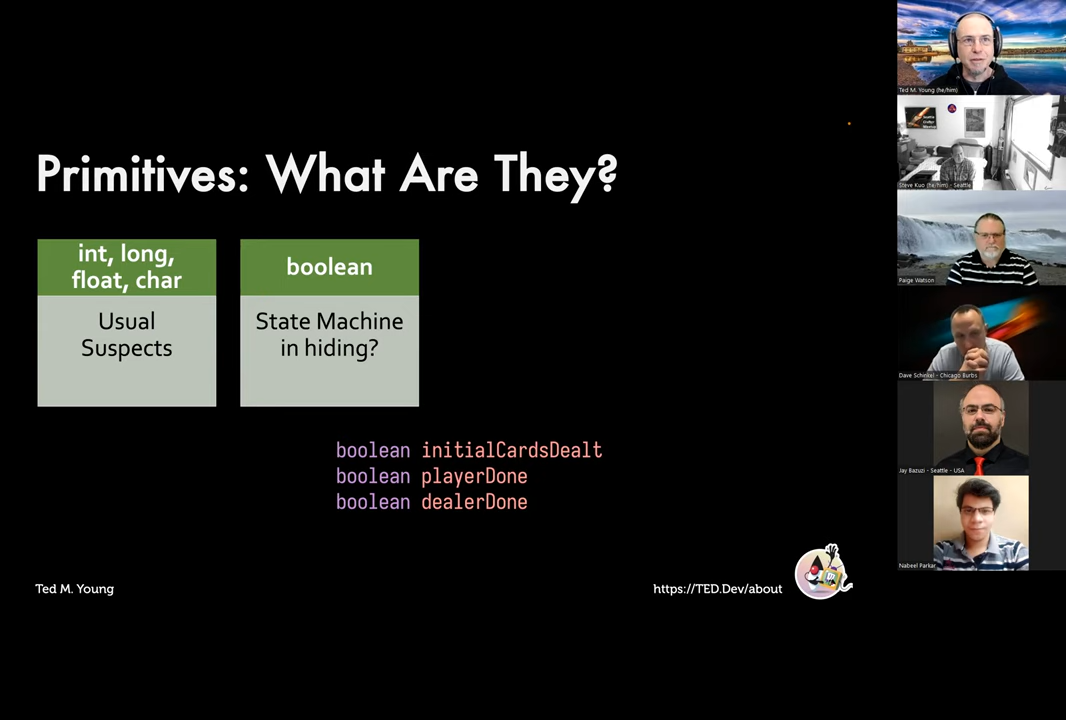 Primitives: What Are They?
int, long,
float, char
boolean
Usual
Suspects
State Machine
in hiding?
boolean initialCardsDealt
boolean playerDone
boolean dealerDone
Ted M. Young
https://TED.Dev/about
Ted M. Young (he/him)
Steve Kuo (he/him) - Seattle
Paige Watson
Dave Schinkel - Chicago Burbs
Jay Bazuzi - Seattle - USA
Nabeel Parkar